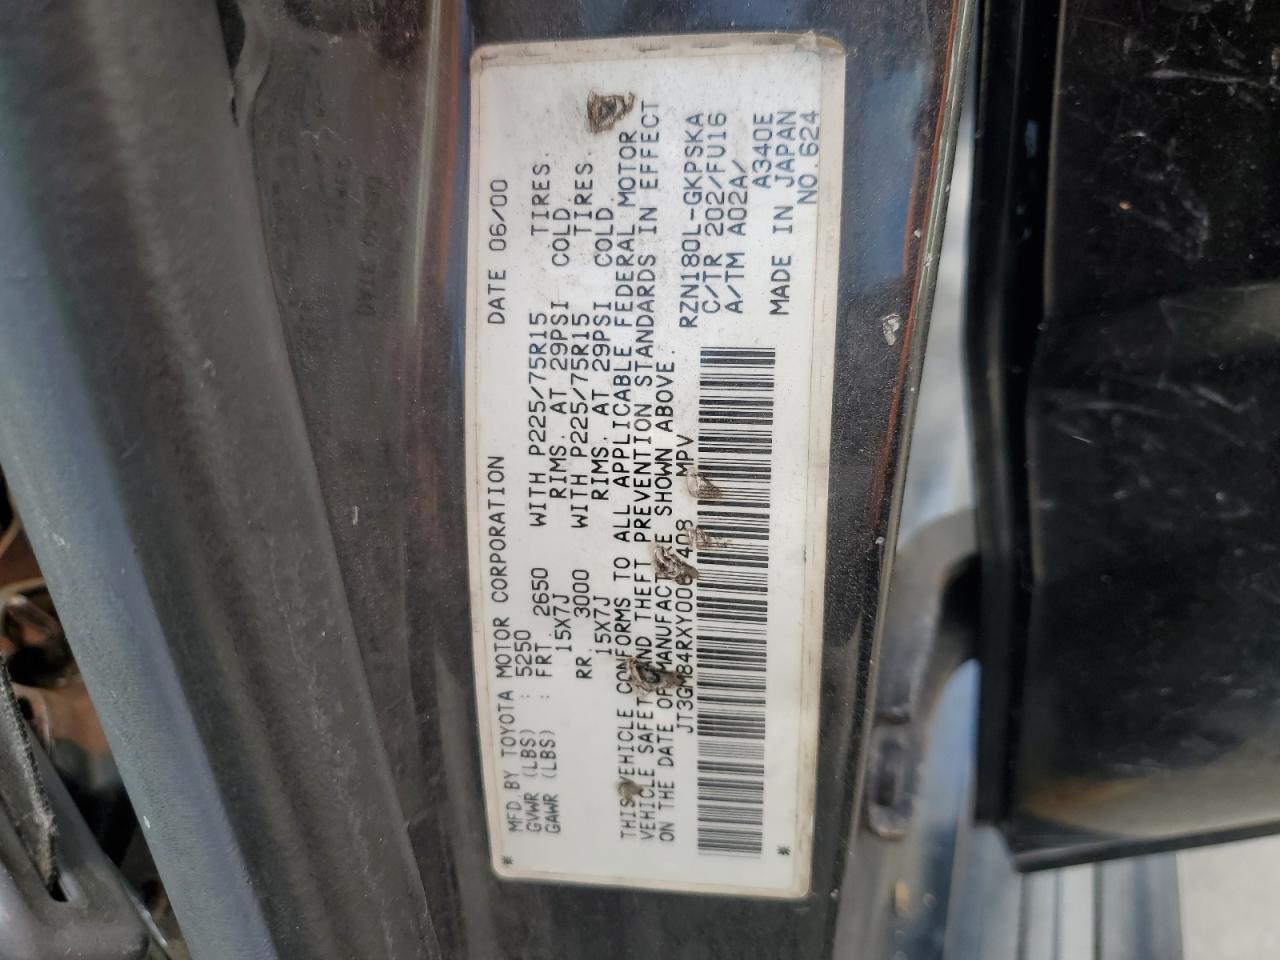 * MFD. BY TOYOTA MOTOR CORPORATION DATE 06/00
GVWR (LBS) : 5250
GAWR (LBS) : FRT. 2650 WITH P225/75R15 TIRES.
15X7J RIMS. AT 29PSI COLD
RR. 3000 WITH P225/75R15 TIRES.
15X7J RIMS. AT 29PSI COLD.
THIS VEHICLE CONFORMS TO ALL APPLICABLE FEDERAL MOTOR
VEHICLE SAFETY AND THEFT PREVENTION STANDARDS IN EFFECT
ON THE DATE OF MANUFACTURE SHOWN ABOVE.
MPV
RZN180L-GKPSKA
C/TR 202/FU16
A/TM A02A/
A340E
* MADE IN JAPAN
NO.624